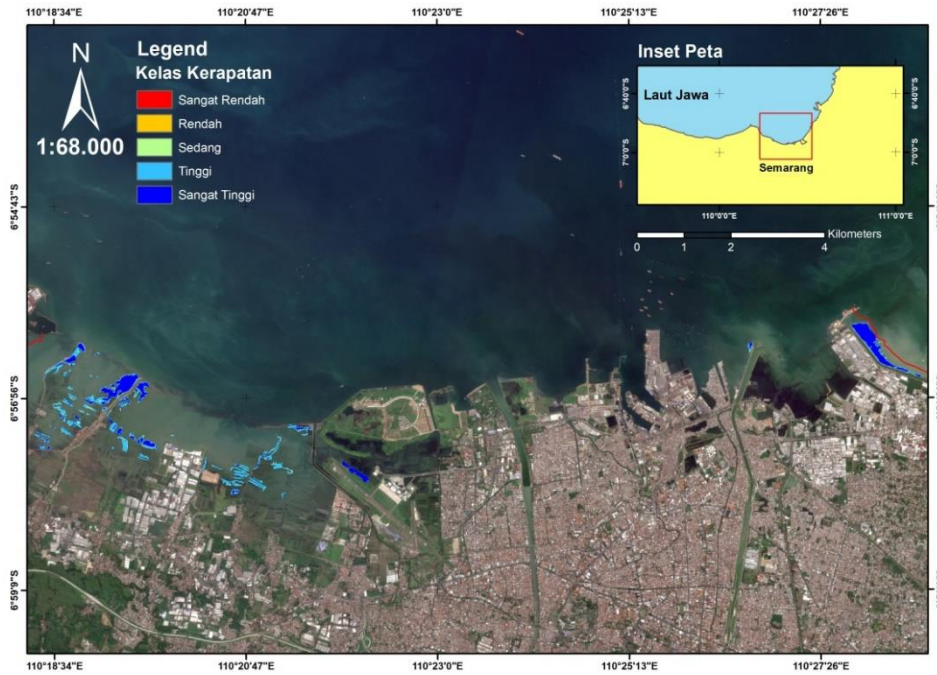 110°18'34"E 110°20'47"E 110°23'0"E 110°25'13"E 110°27'26"E
N
1:68.000
Legend
Kelas Kerapatan
Sangat Rendah
Rendah
Sedang
Tinggi
Sangat Tinggi
Inset Peta
Laut Jawa
Semarang
6°40'0"S
7°0'0"S
6°40'0"S
7°0'0"S
110°0'0"E 111°0'0"E
Kilometers
0 1 2 4
6°54'43"S
6°56'56"S
6°59'9"S
110°18'34"E 110°20'47"E 110°23'0"E 110°25'13"E 110°27'26"E